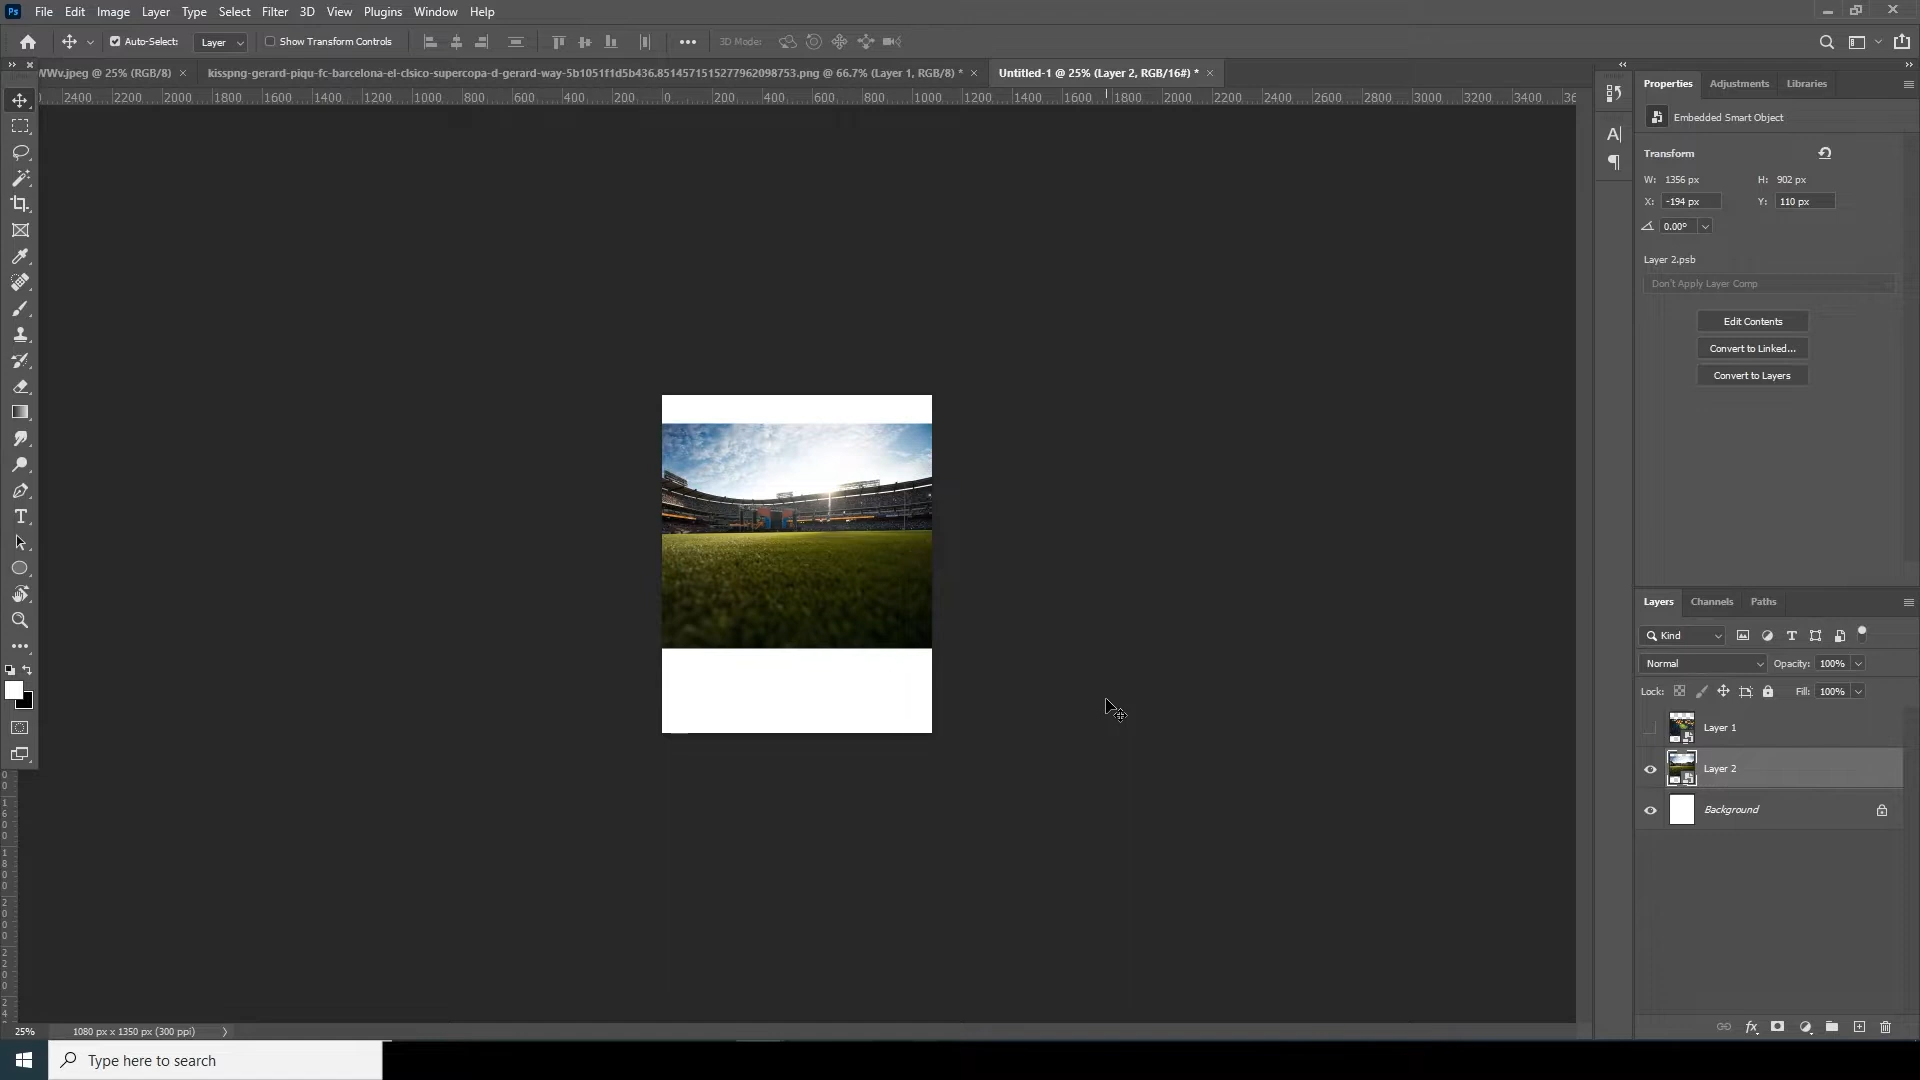 Ps File Edit Image Layer Type Select Filter 3D View Plugins Window Help
Auto-Select: Layer Show Transform Controls 3D Mode:
WWv.jpeg @ 25% (RGB/8) kisspng-gerard-piqu-fc-barcelona-el-clsico-supercopa-d-gerard-way-5b1051f1d5b436.8514571515277962098753.png @ 66.7% (Layer 1, RGB/8) * Untitled-1 @ 25% (Layer 2, RGB/16#) *
2400 2200 2000 1800 1600 1400 1200 1000 800 600 400 200 0 200 400 600 800 1000 1200 1400 1600 1800 2000 2200 2400 2600 2800 3000 3200 3400 36
Properties Adjustments Libraries
Embedded Smart Object
Transform
W: 1356 px H: 902 px
X: -194 px Y: 110 px
0.00°
Layer 2.psb
Don't Apply Layer Comp
Edit Contents
Convert to Linked...
Convert to Layers
Layers Channels Paths
Kind
Normal Opacity: 100%
Lock: Fill: 100%
Layer 1
Layer 2
Background
25% 1080 px x 1350 px (300 ppi)
Type here to search